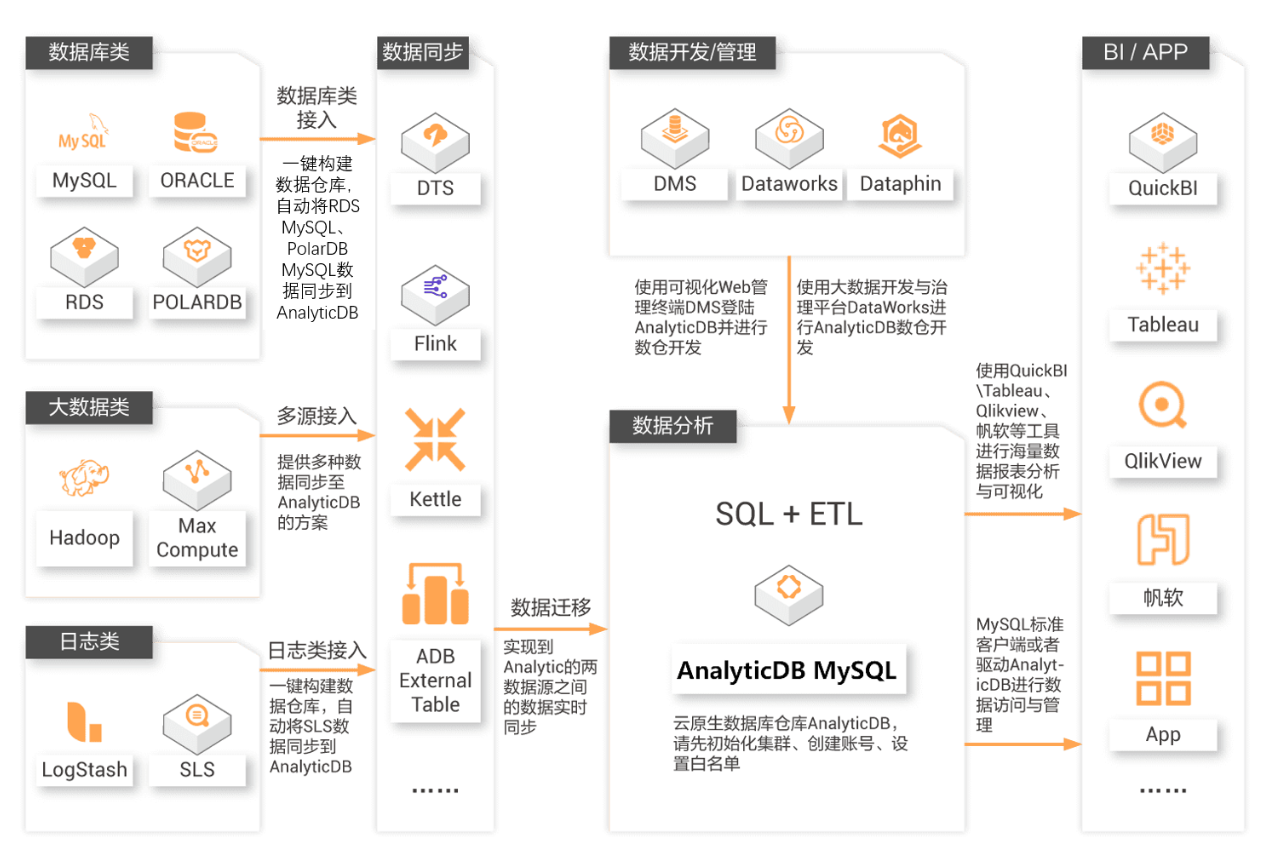 数据库类
MySQL
MySQL
ORACLE
ORACLE
RDS
POLARDB
数据库类
接入
一键构建
数据仓库，
自动将RDS
MySQL、
PolarDB
MySQL数
据同步到
AnalyticDB
大数据类
Hadoop
Max
Compute
多源接入
提供多种数
据同步至
AnalyticDB
的方案
日志类
LogStash
SLS
日志类接入
一键构建数
据仓库，自
动将SLS数
据同步到
AnalyticDB
数据同步
DTS
Flink
Kettle
ADB
External
Table
……
数据迁移
实现到
Analytic的两
数据源之间
的数据实时
同步
数据开发/管理
DMS
Dataworks
Dataphin
使用可视化Web管
理终端DMS登陆
AnalyticDB并进行
数仓开发
使用大数据开发与治
理平台DataWorks进
行AnalyticDB数仓开
发
数据分析
SQL + ETL
AnalyticDB MySQL
云原生数据库仓库AnalyticDB，
请先初始化集群、创建账号、设
置白名单
使用QuickBI
\Tableau、
Qlikview、
帆软等工具
进行海量数
据报表分析
与可视化
MySQL标准
客户端或者
驱动Analyt-
icDB进行数
据访问与管
理
BI / APP
QuickBI
Tableau
QlikView
帆软
App
……